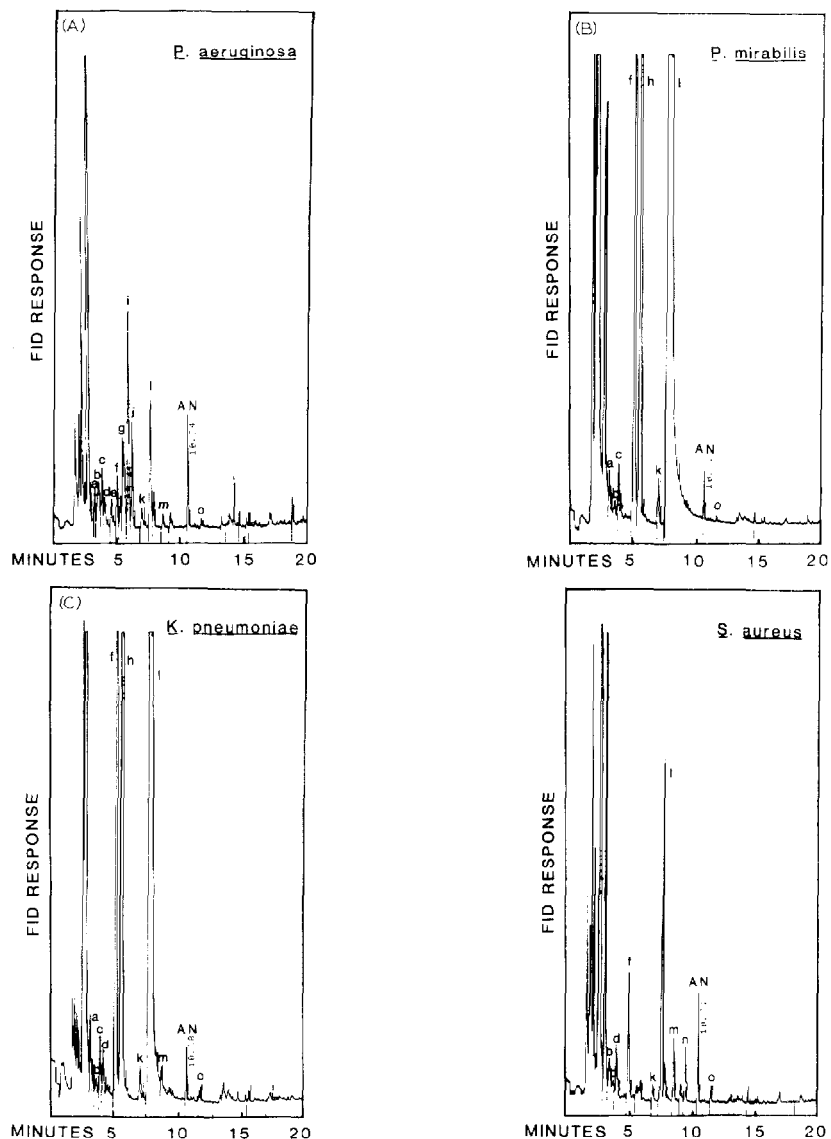 (A)
P. aeruginosa
FID RESPONSE
i
l
AN
j
g
c
f
b
a
d
e
k
m
o
MINUTES 5 10 15 20
(B)
P. mirabilis
FID RESPONSE
f h l
a c
b
k
AN
o
MINUTES 5 10 15 20
(C)
K. pneumoniae
FID RESPONSE
f h l
a
c
d
b
k m
AN
o
MINUTES 5 10 15 20
S. aureus
FID RESPONSE
l
f
AN
m
n
b d
k
o
MINUTES 5 10 15 20